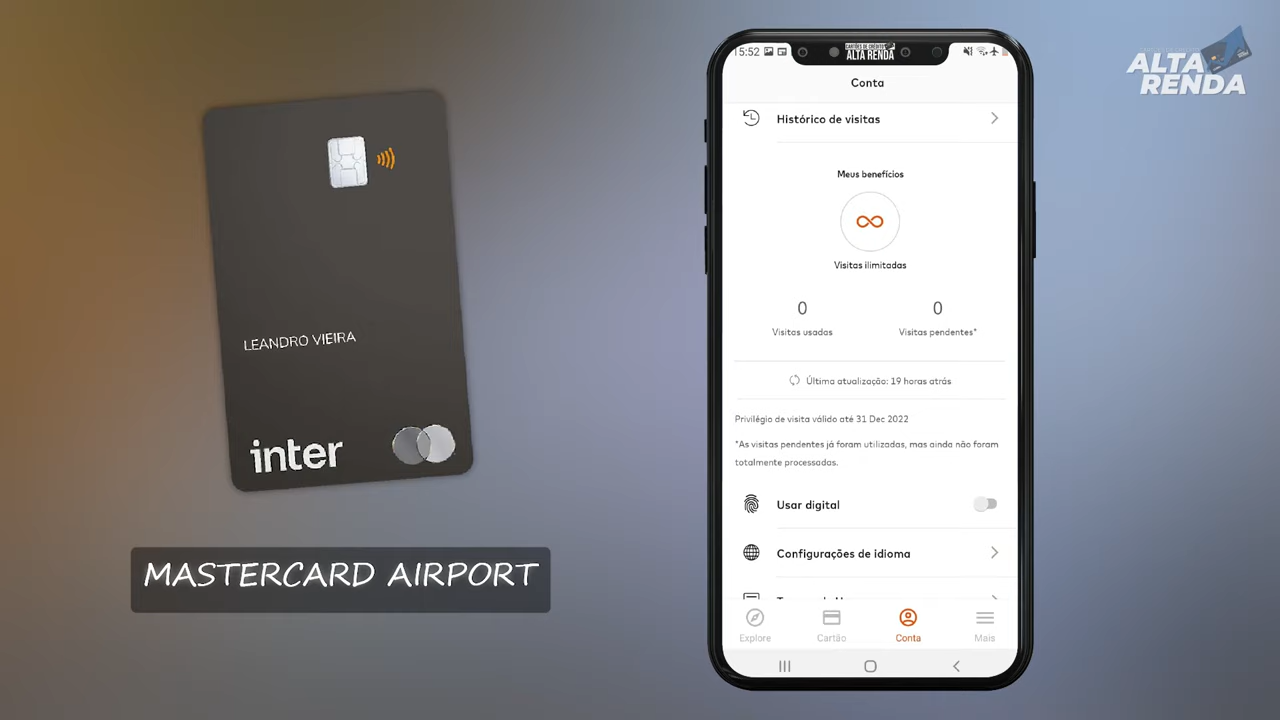 15:52
CARTÕES DE CRÉDITO
ALTA RENDA
ALTA
RENDA
Conta
Histórico de visitas
Meus benefícios
Visitas ilimitadas
0
0
Visitas usadas
Visitas pendentes*
Última atualização: 19 horas atrás
Privilégio de visita válido até 31 Dec 2022
*As visitas pendentes já foram utilizadas, mas ainda não foram
totalmente processadas.
Usar digital
Configurações de idioma
Explore
Cartão
Conta
Mais
LEANDRO VIEIRA
inter
MASTERCARD AIRPORT